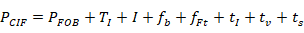 P_CIF = P_FOB + T_I + I + f_b + f_Ft + t_I + t_v + t_s